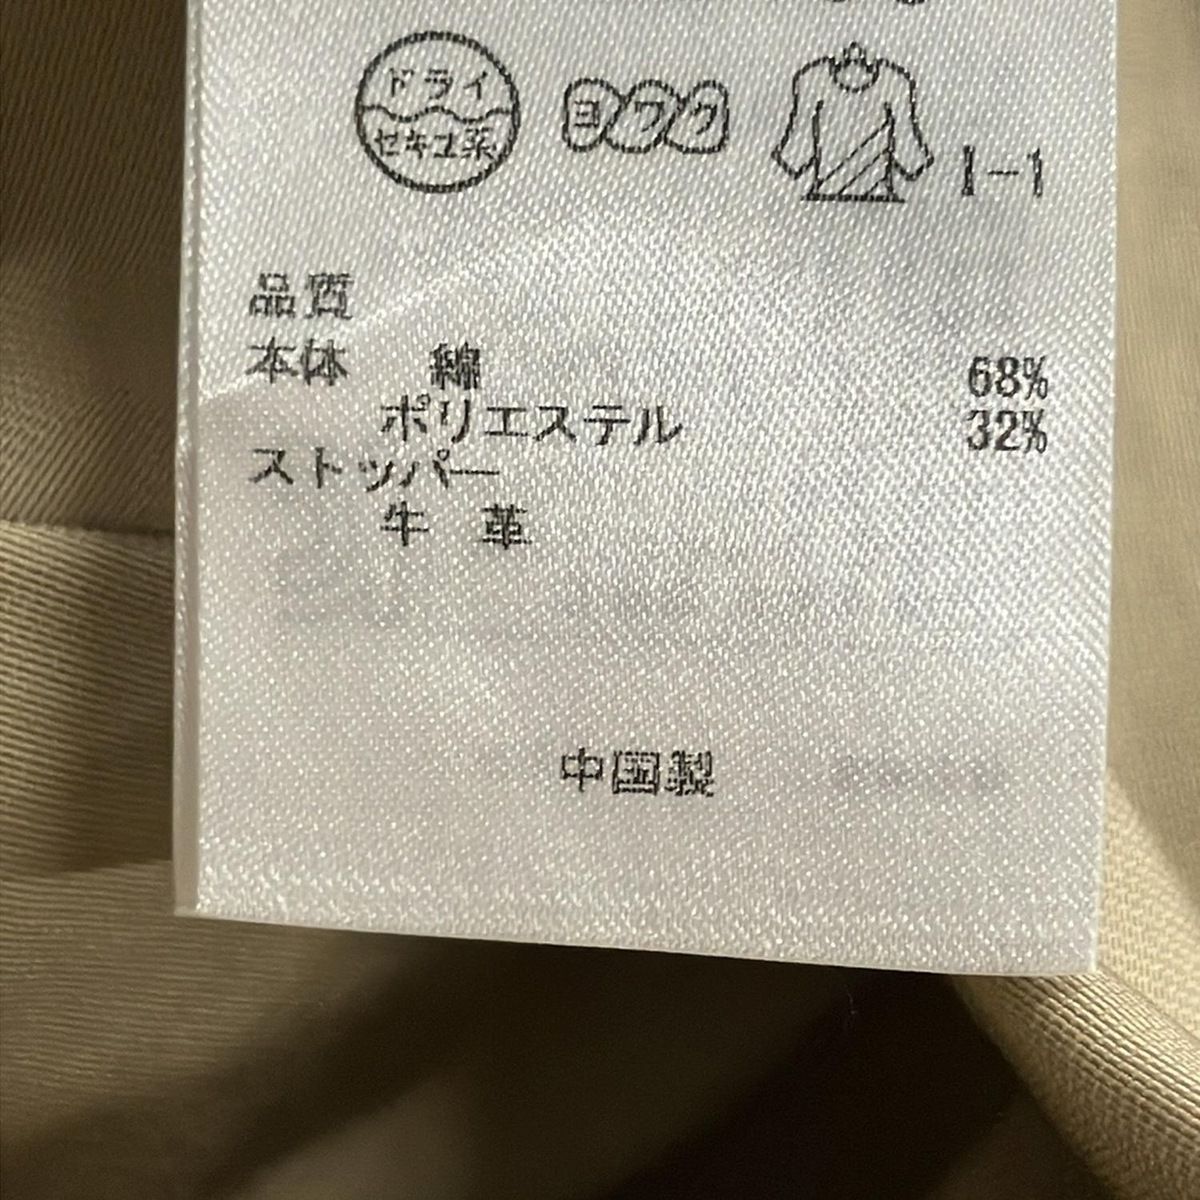 ドライ
セキユ系
ヨワク
I-1
品質
本体 綿 68%
ポリエステル 32%
ストッパー
牛 革
中国製